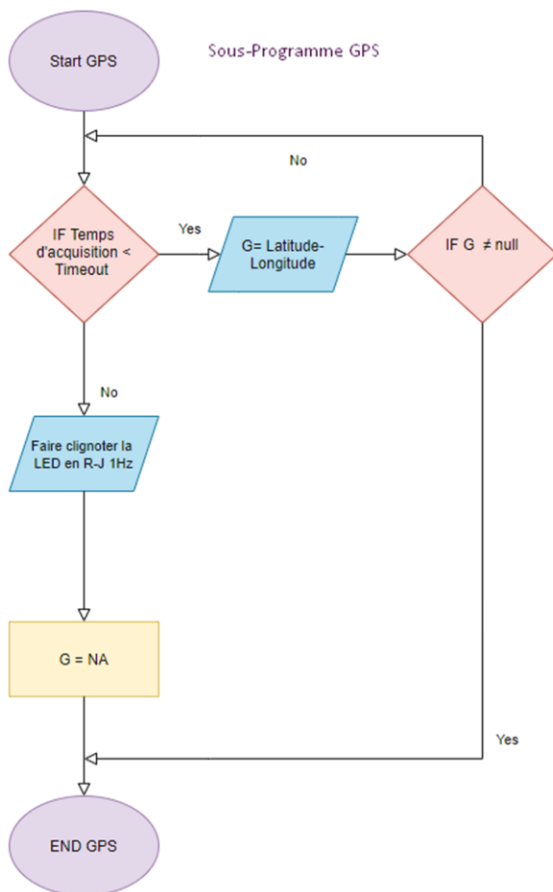 Sous-Programme GPS
Start GPS
No
IF Temps
d'acquisition <
Timeout
Yes
G= Latitude-
Longitude
IF G ≠ null
No
Faire clignoter la
LED en R-J 1Hz
G = NA
Yes
END GPS